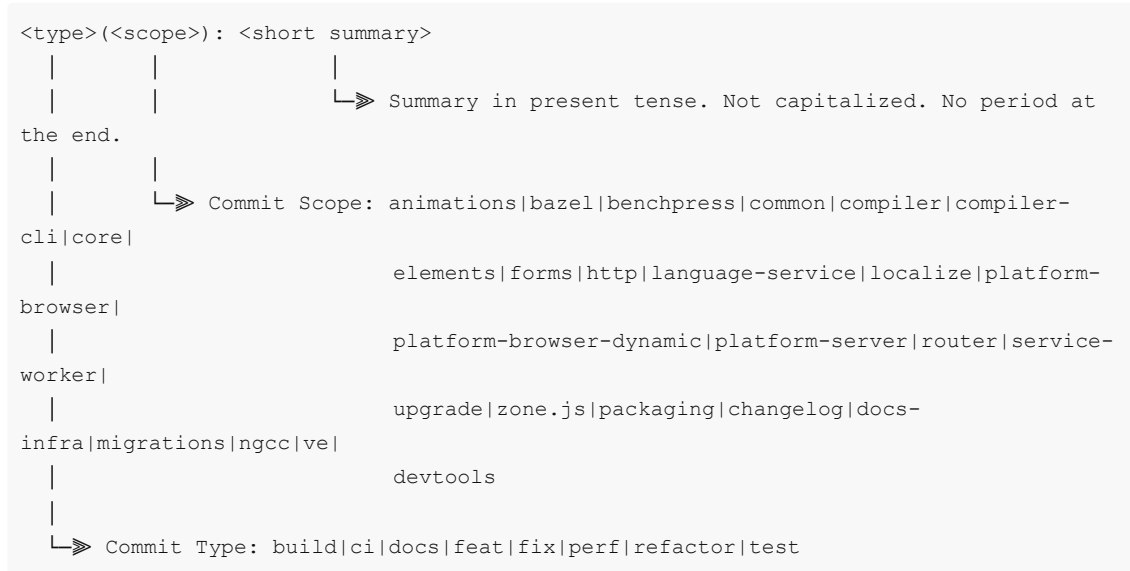 <type>(<scope>): <short summary>
│ │ │
│ │ └─⫸ Summary in present tense. Not capitalized. No period at
the end.
│ │
│ └─⫸ Commit Scope: animations|bazel|benchpress|common|compiler|compiler-
cli|core|
│ elements|forms|http|language-service|localize|platform-
browser|
│ platform-browser-dynamic|platform-server|router|service-
worker|
│ upgrade|zone.js|packaging|changelog|docs-
infra|migrations|ngcc|ve|
│ devtools
│
└─⫸ Commit Type: build|ci|docs|feat|fix|perf|refactor|test